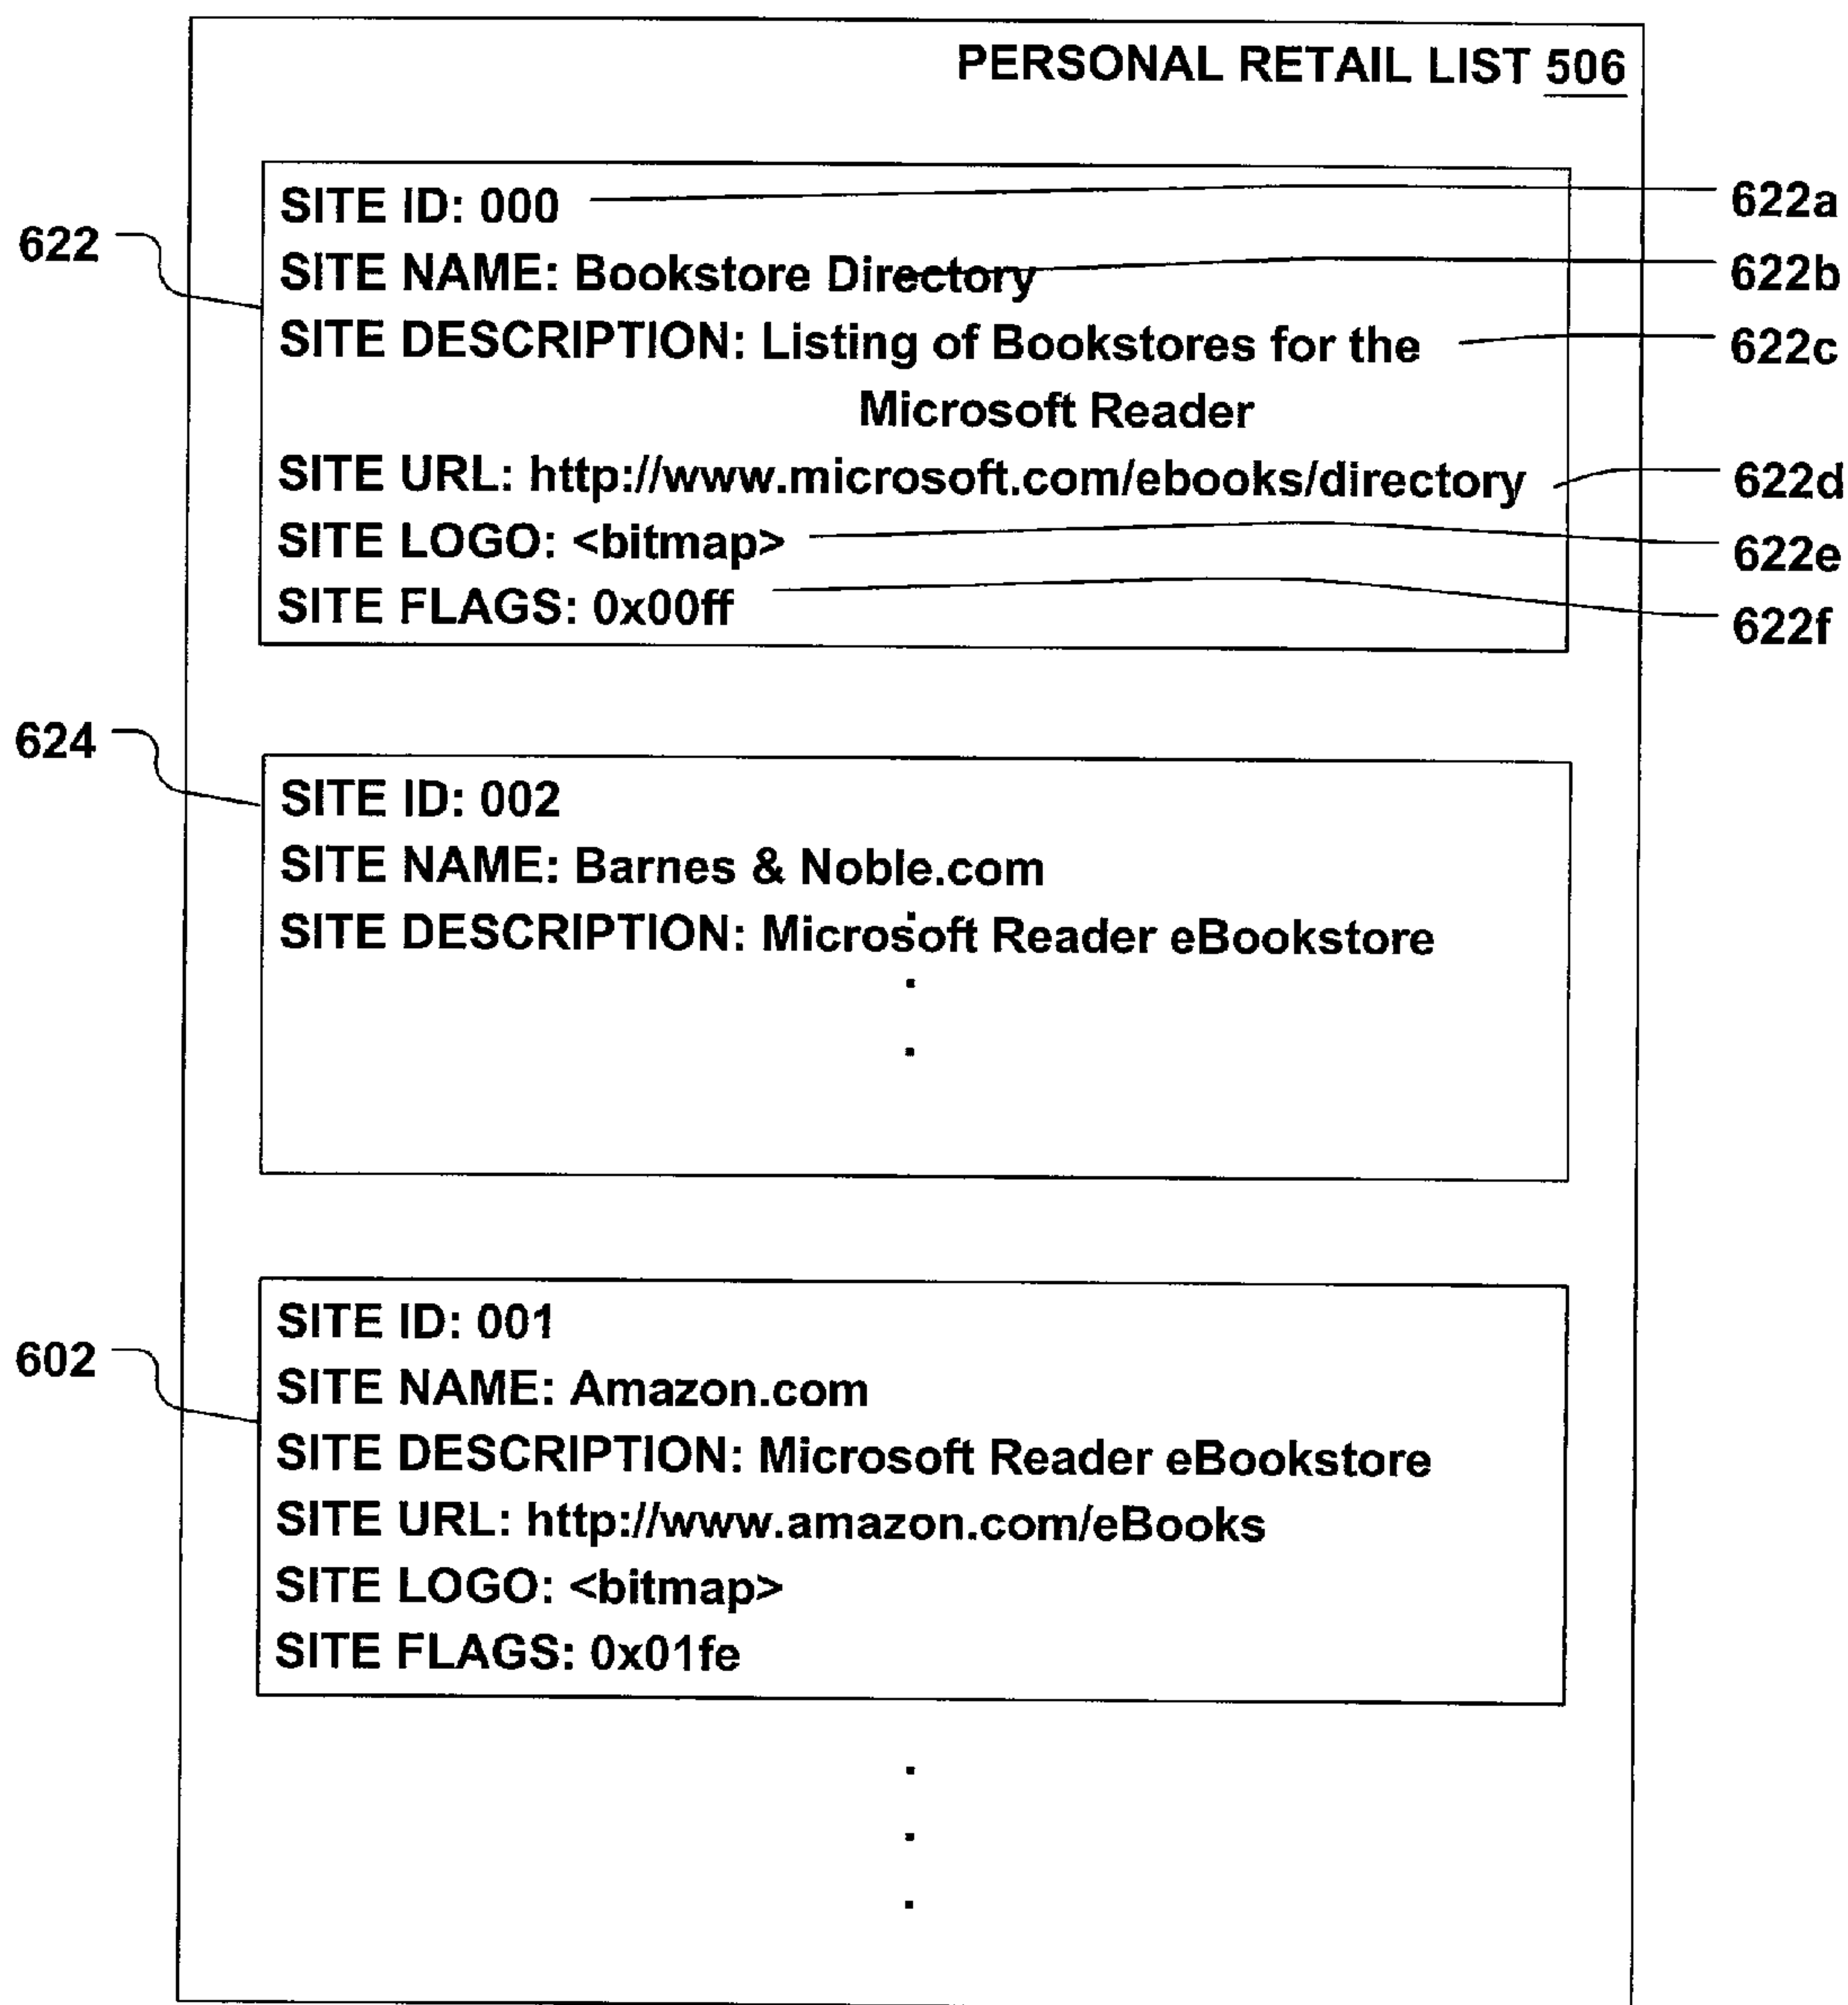 PERSONAL RETAIL LIST 506
SITE ID: 000
622a
622
SITE NAME: Bookstore Directory
622b
SITE DESCRIPTION: Listing of Bookstores for the
622c
Microsoft Reader
SITE URL: http://www.microsoft.com/ebooks/directory
622d
SITE LOGO: <bitmap>
622e
SITE FLAGS: 0x00ff
622f
624
SITE ID: 002
SITE NAME: Barnes & Noble.com
SITE DESCRIPTION: Microsoft Reader eBookstore
.
.
.
602
SITE ID: 001
SITE NAME: Amazon.com
SITE DESCRIPTION: Microsoft Reader eBookstore
SITE URL: http://www.amazon.com/eBooks
SITE LOGO: <bitmap>
SITE FLAGS: 0x01fe
.
.
.